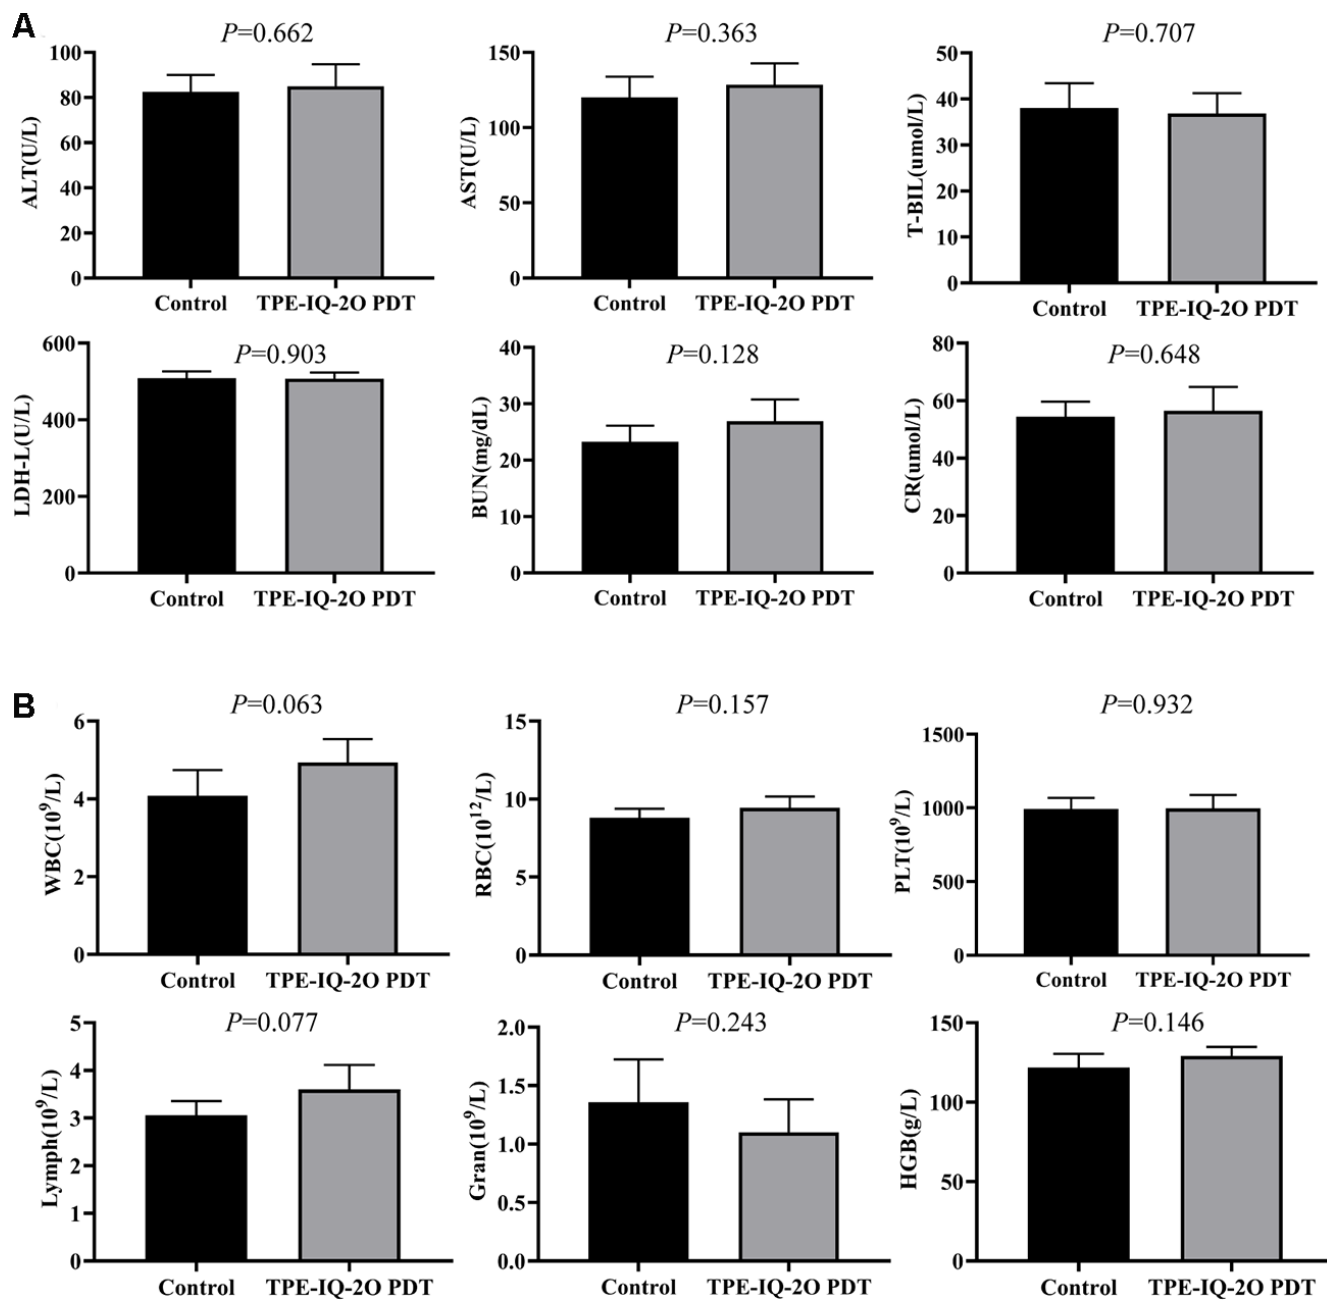 A
P=0.662
100
80
60
40
20
0
ALT(U/L)
Control TPE-IQ-2O PDT
P=0.363
150
100
50
0
AST(U/L)
Control TPE-IQ-2O PDT
P=0.707
50
40
30
20
10
0
T-BIL(umol/L)
Control TPE-IQ-2O PDT
P=0.903
600
400
200
0
LDH-L(U/L)
Control TPE-IQ-2O PDT
P=0.128
40
30
20
10
0
BUN(mg/dL)
Control TPE-IQ-2O PDT
P=0.648
80
60
40
20
0
CR(umol/L)
Control TPE-IQ-2O PDT
B
P=0.063
6
4
2
0
WBC(10⁹/L)
Control TPE-IQ-2O PDT
P=0.157
15
10
5
0
RBC(10¹²/L)
Control TPE-IQ-2O PDT
P=0.932
1500
1000
500
0
PLT(10⁹/L)
Control TPE-IQ-2O PDT
P=0.077
5
4
3
2
1
0
Lymph(10⁹/L)
Control TPE-IQ-2O PDT
P=0.243
2.0
1.5
1.0
0.5
0.0
Gran(10⁹/L)
Control TPE-IQ-2O PDT
P=0.146
150
100
50
0
HGB(g/L)
Control TPE-IQ-2O PDT